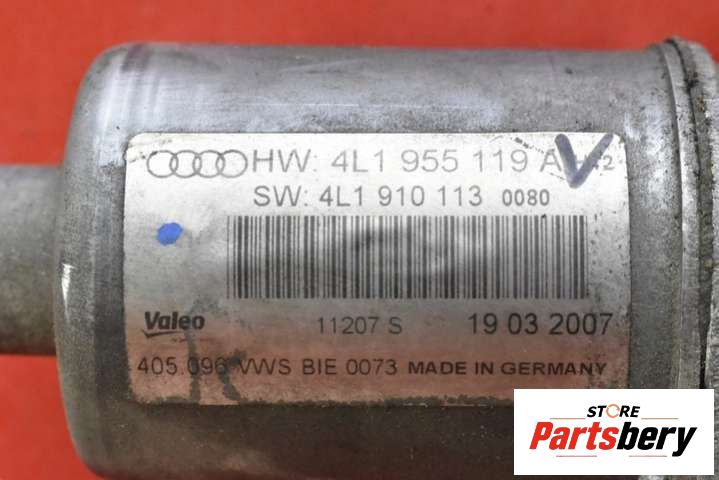 HW: 4L1 955 119 A
SW: 4L1 910 113 0080
Valeo 11207 S 19 03 2007
405.096 VWS BIE 0073 MADE IN GERMANY
STORE
Partsbery